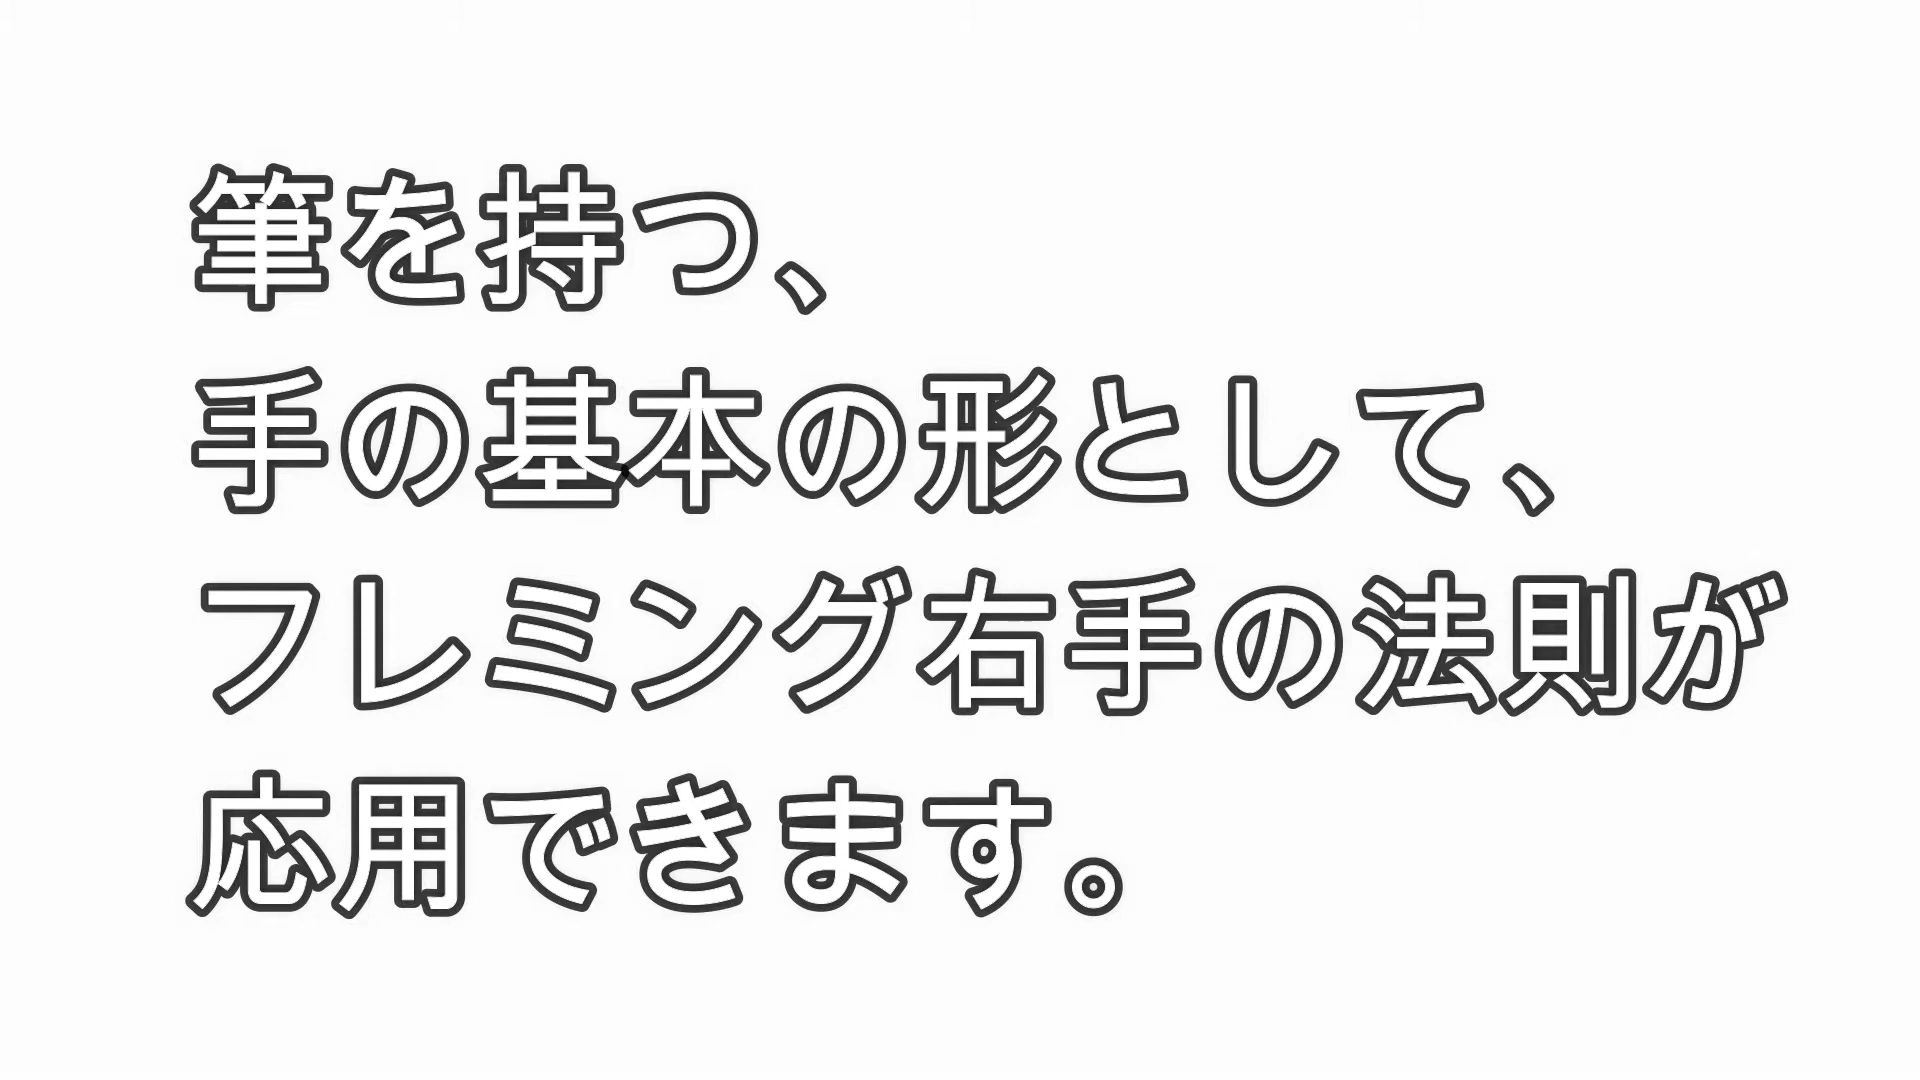 筆を持つ、
手の基本の形として、
フレミング右手の法則が
応用できます。